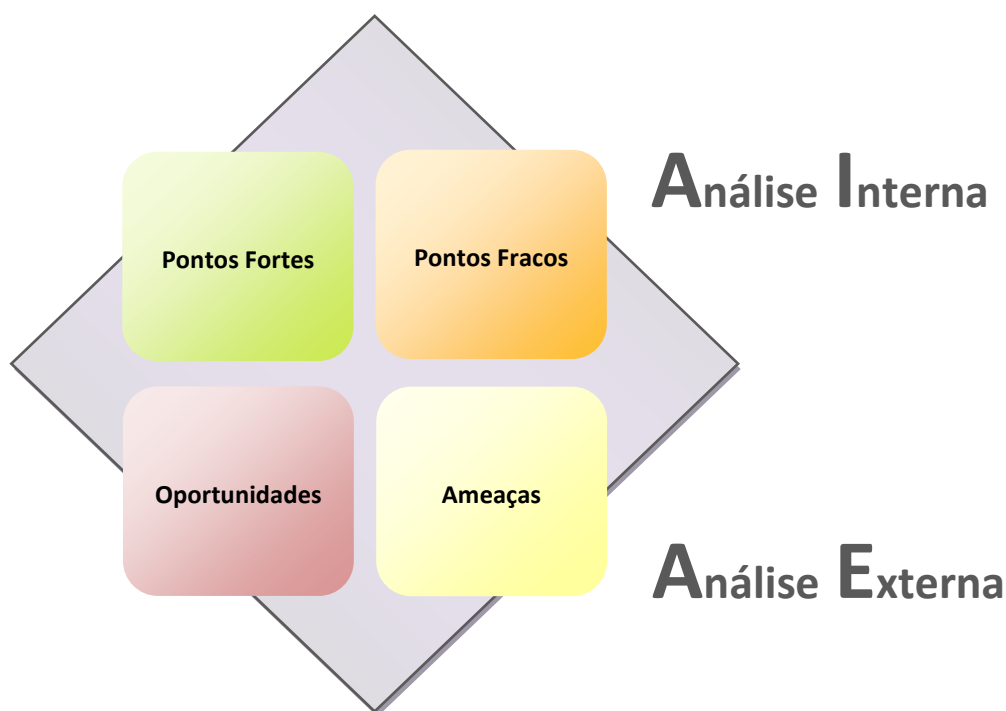 Análise Interna
Pontos Fortes
Pontos Fracos
Oportunidades
Ameaças
Análise Externa